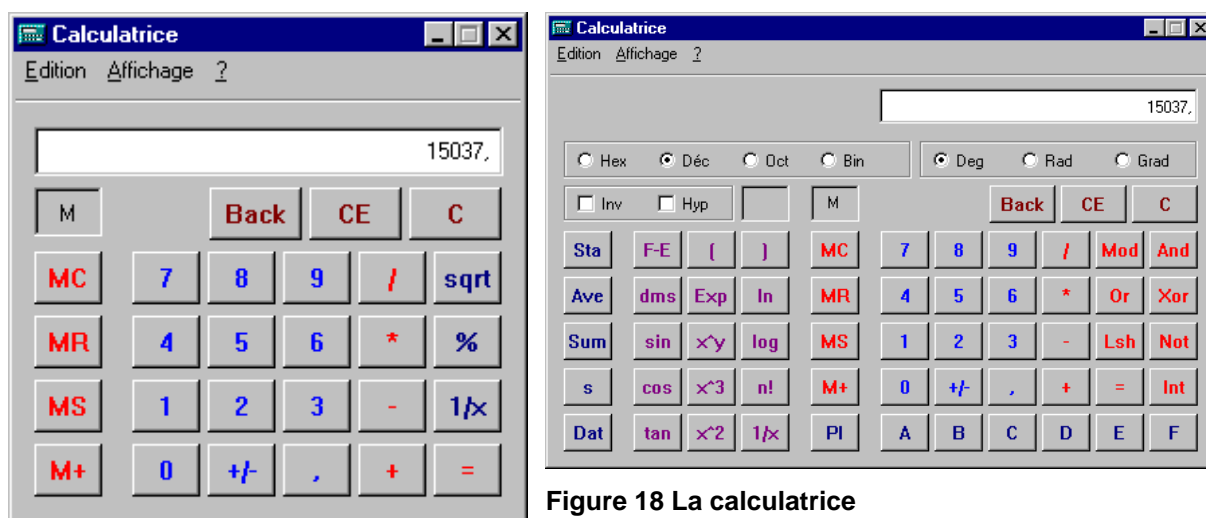 Calculatrice
Edition Affichage ?
15037,
M Back CE C
MC 7 8 9 / sqrt
MR 4 5 6 * %
MS 1 2 3 - 1/x
M+ 0 +/- , + =
Calculatrice
Edition Affichage ?
15037,
Hex Déc Oct Bin Deg Rad Grad
Inv Hyp M Back CE C
Sta F-E ( ) MC 7 8 9 / Mod And
Ave dms Exp ln MR 4 5 6 * Or Xor
Sum sin x^y log MS 1 2 3 - Lsh Not
s cos x^3 n! M+ 0 +/- , + = Int
Dat tan x^2 1/x PI A B C D E F
Figure 18 La calculatrice